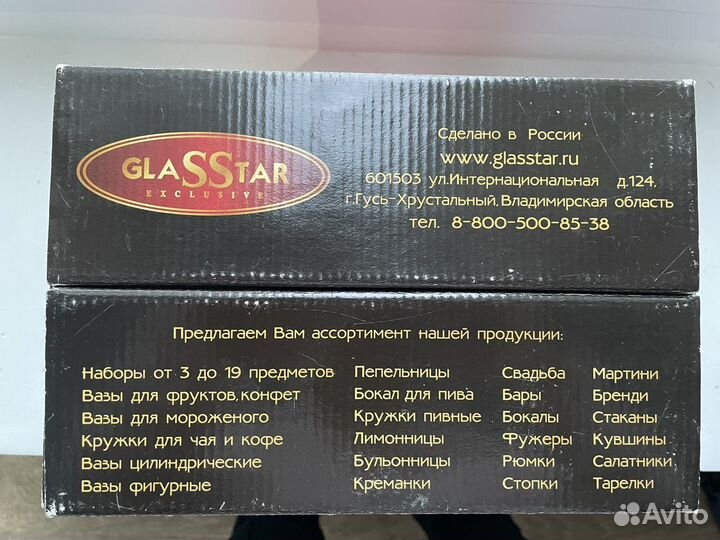 GLASSTAR
EXCLUSIVE
Сделано в России
www.glasstar.ru
601503 ул.Интернациональная д.124,
г.Гусь-Хрустальный, Владимирская область
тел. 8-800-500-85-38
Предлагаем Вам ассортимент нашей продукции:
Наборы от 3 до 19 предметов
Вазы для фруктов, конфет
Вазы для мороженого
Кружки для чая и кофе
Вазы цилиндрические
Вазы фигурные
Пепельницы
Бокал для пива
Кружки пивные
Лимонницы
Бульонницы
Креманки
Свадьба
Бары
Бокалы
Фужеры
Рюмки
Стопки
Мартини
Бренди
Стаканы
Кувшины
Салатники
Тарелки
Avito